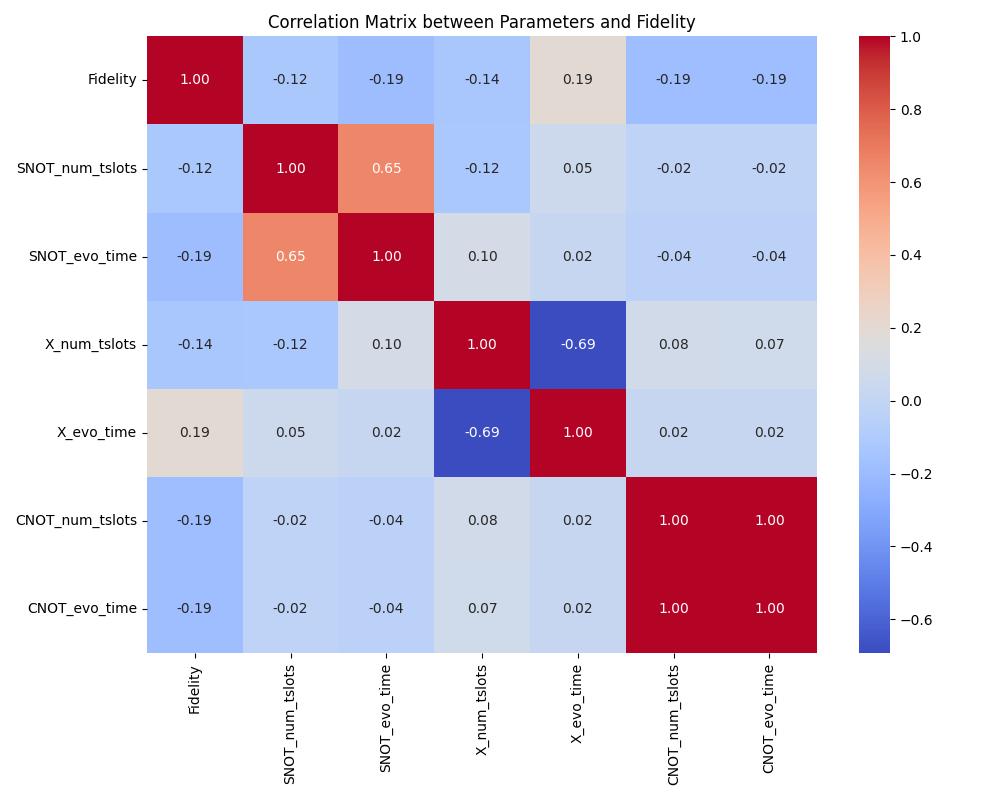 Correlation Matrix between Parameters and Fidelity
Fidelity 1.00 -0.12 -0.19 -0.14 0.19 -0.19 -0.19
SNOT_num_tslots -0.12 1.00 0.65 -0.12 0.05 -0.02 -0.02
SNOT_evo_time -0.19 0.65 1.00 0.10 0.02 -0.04 -0.04
X_num_tslots -0.14 -0.12 0.10 1.00 -0.69 0.08 0.07
X_evo_time 0.19 0.05 0.02 -0.69 1.00 0.02 0.02
CNOT_num_tslots -0.19 -0.02 -0.04 0.08 0.02 1.00 1.00
CNOT_evo_time -0.19 -0.02 -0.04 0.07 0.02 1.00 1.00
Fidelity
SNOT_num_tslots
SNOT_evo_time
X_num_tslots
X_evo_time
CNOT_num_tslots
CNOT_evo_time
1.0
0.8
0.6
0.4
0.2
0.0
−0.2
−0.4
−0.6